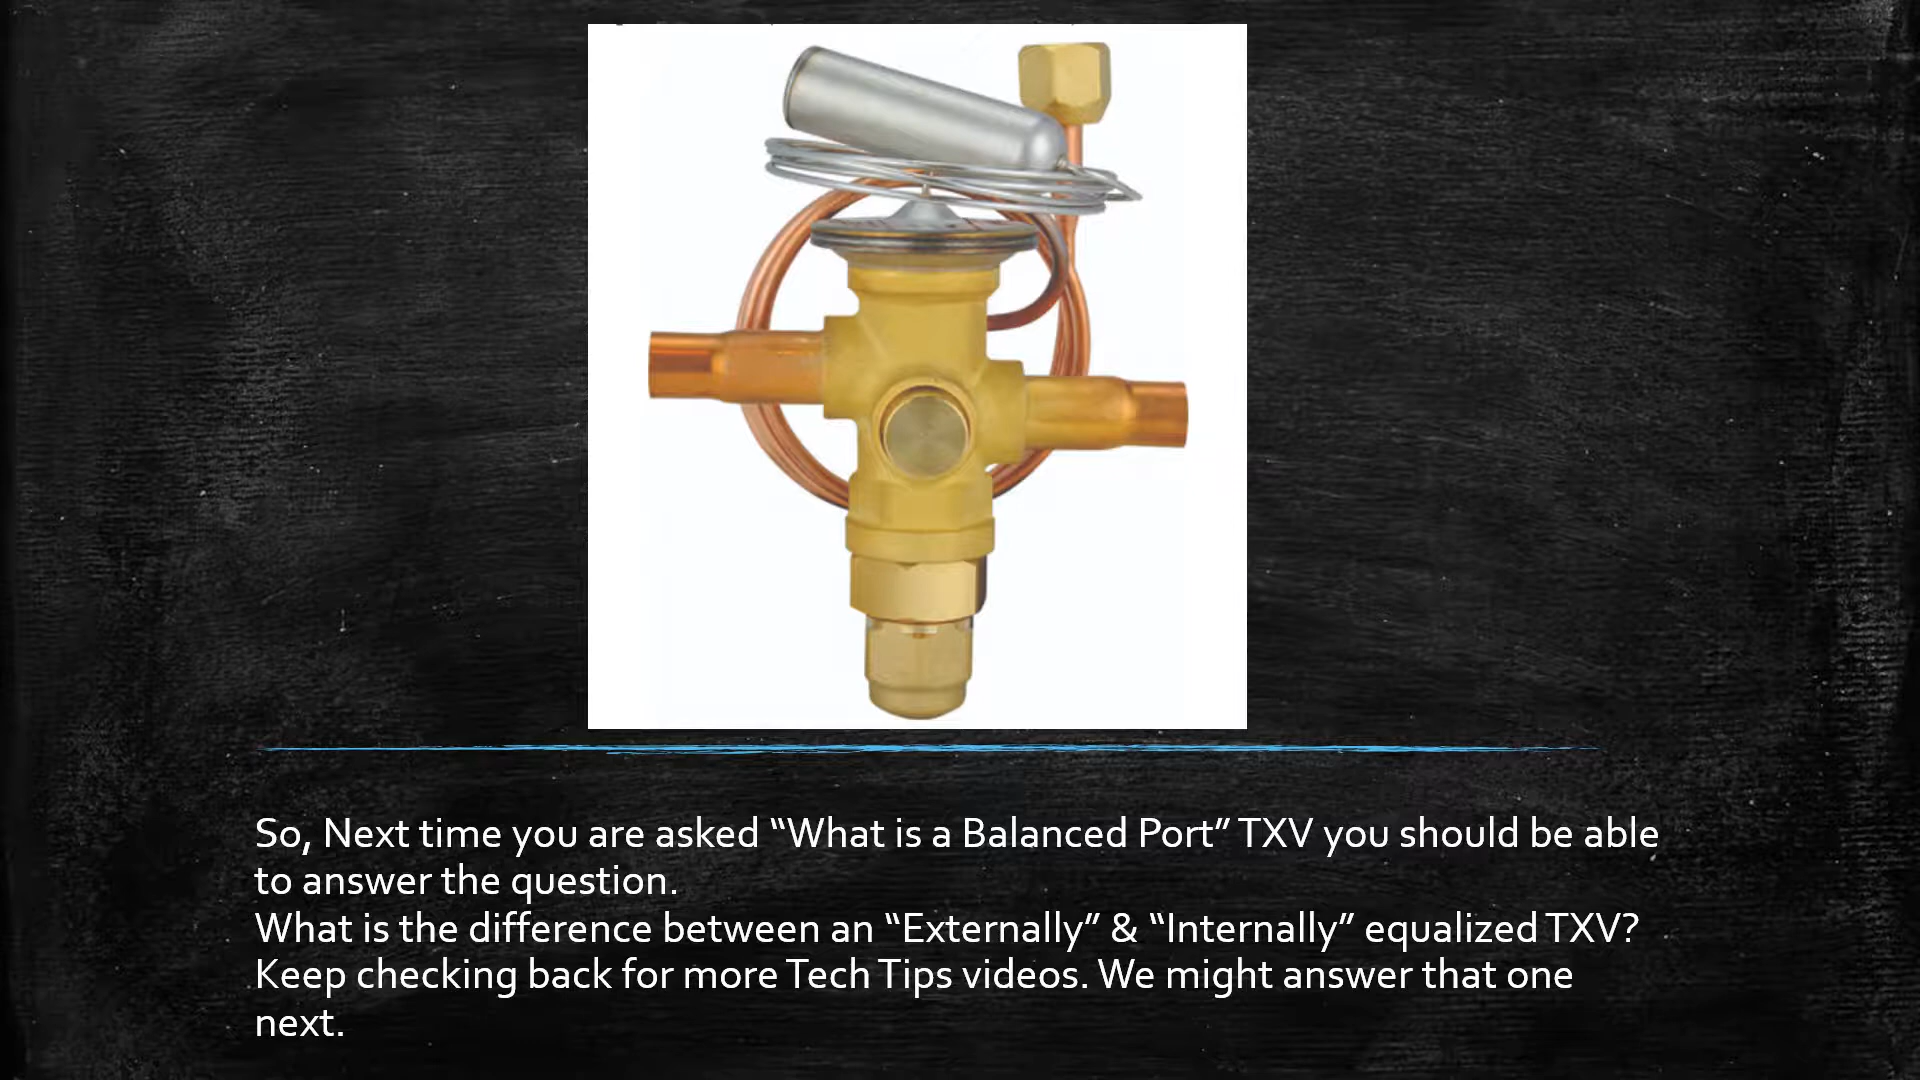 So, Next time you are asked “What is a Balanced Port” TXV you should be able
to answer the question.
What is the difference between an “Externally” & “Internally” equalized TXV?
Keep checking back for more Tech Tips videos. We might answer that one
next.